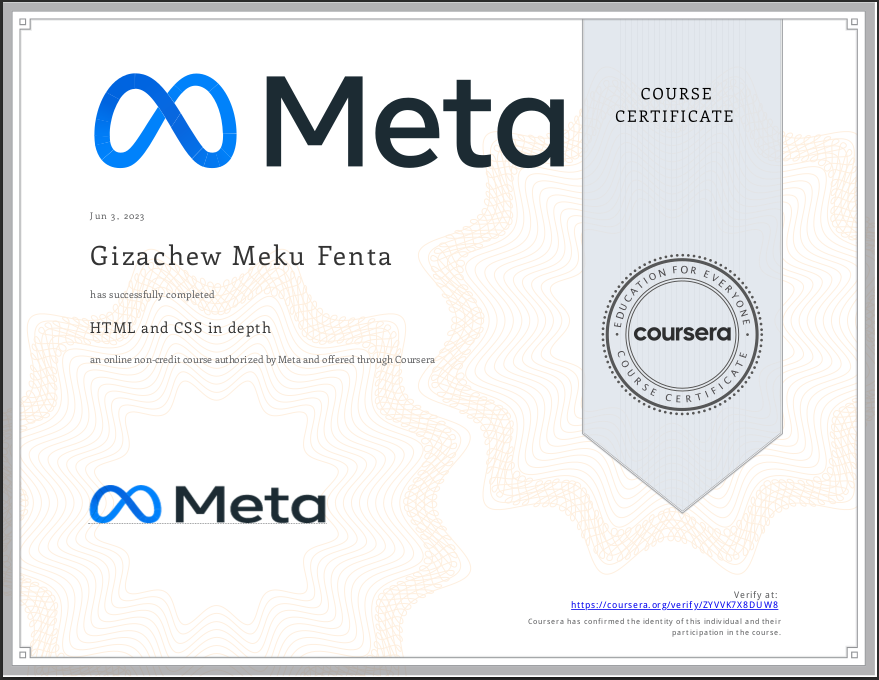 Meta
COURSE
CERTIFICATE
Jun 3, 2023
Gizachew Meku Fenta
has successfully completed
HTML and CSS in depth
an online non-credit course authorized by Meta and offered through Coursera
EDUCATION FOR EVERYONE
coursera
COURSE CERTIFICATE
Meta
Verify at:
https://coursera.org/verify/ZYVVK7X8DUW8
Coursera has confirmed the identity of this individual and their
participation in the course.